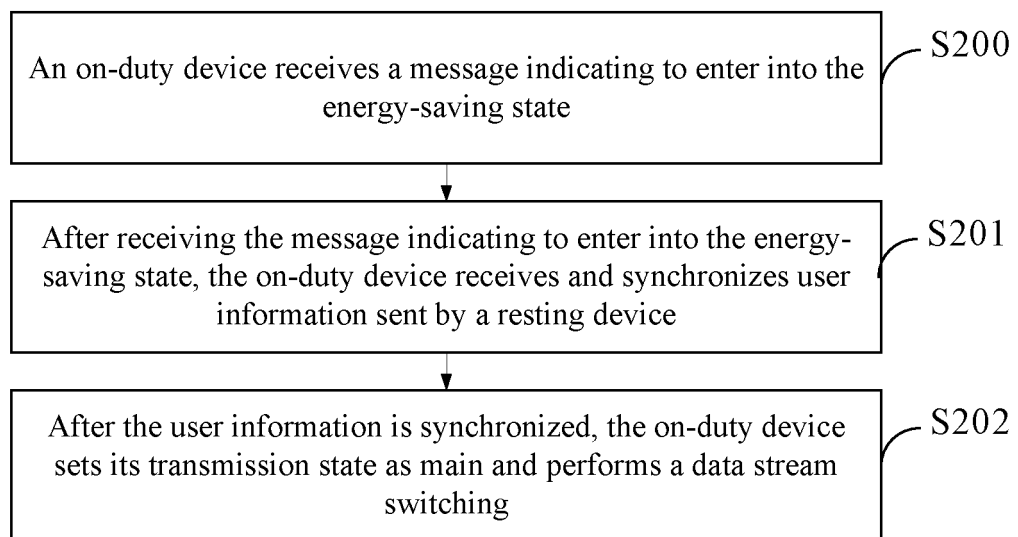 An on-duty device receives a message indicating to enter into the
energy-saving state
S200
After receiving the message indicating to enter into the energy-
saving state, the on-duty device receives and synchronizes user
information sent by a resting device
S201
After the user information is synchronized, the on-duty device
sets its transmission state as main and performs a data stream
switching
S202